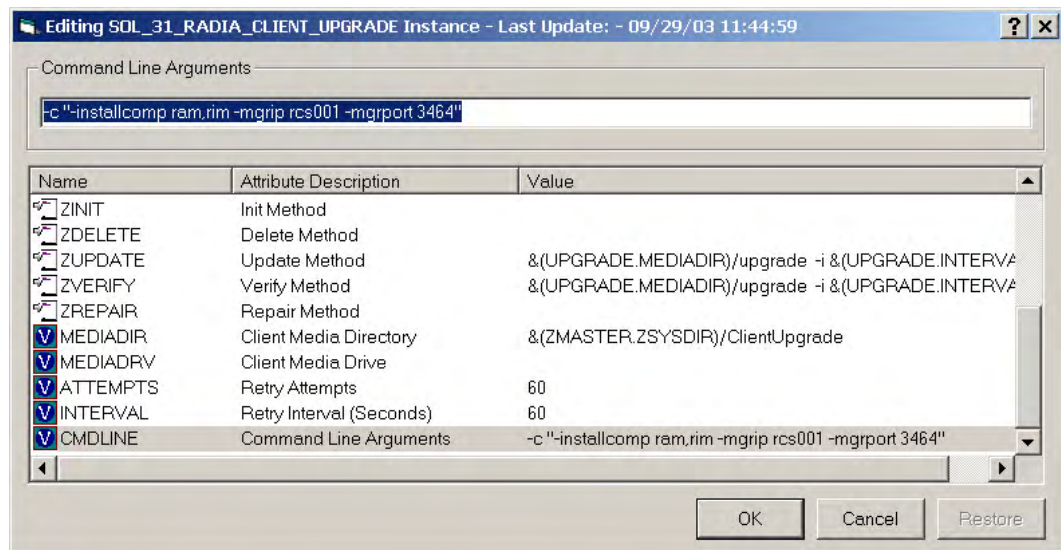 Editing SOL_31_RADIA_CLIENT_UPGRADE Instance - Last Update: - 09/29/03 11:44:59
Command Line Arguments
-c "-installcomp ram,rim -mgrip rcs001 -mgrport 3464"
Name Attribute Description Value
ZINIT Init Method
ZDELETE Delete Method
ZUPDATE Update Method &(UPGRADE.MEDIADIR)/upgrade -i &(UPGRADE.INTERVA
ZVERIFY Verify Method &(UPGRADE.MEDIADIR)/upgrade -i &(UPGRADE.INTERVA
ZREPAIR Repair Method
V MEDIADIR Client Media Directory &(ZMASTER.ZSYSDIR)/ClientUpgrade
V MEDIADRV Client Media Drive
V ATTEMPTS Retry Attempts 60
V INTERVAL Retry Interval (Seconds) 60
V CMDLINE Command Line Arguments -c "-installcomp ram,rim -mgrip rcs001 -mgrport 3464"
OK Cancel Restore